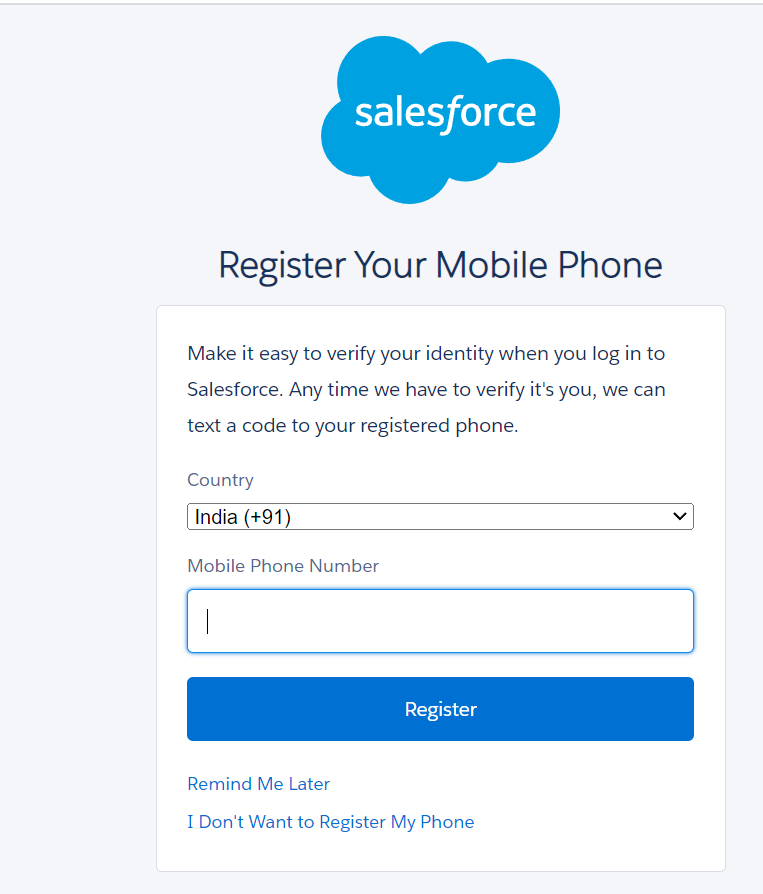 salesforce
Register Your Mobile Phone
Make it easy to verify your identity when you log in to
Salesforce. Any time we have to verify it's you, we can
text a code to your registered phone.
Country
India (+91)
Mobile Phone Number
Register
Remind Me Later
I Don't Want to Register My Phone